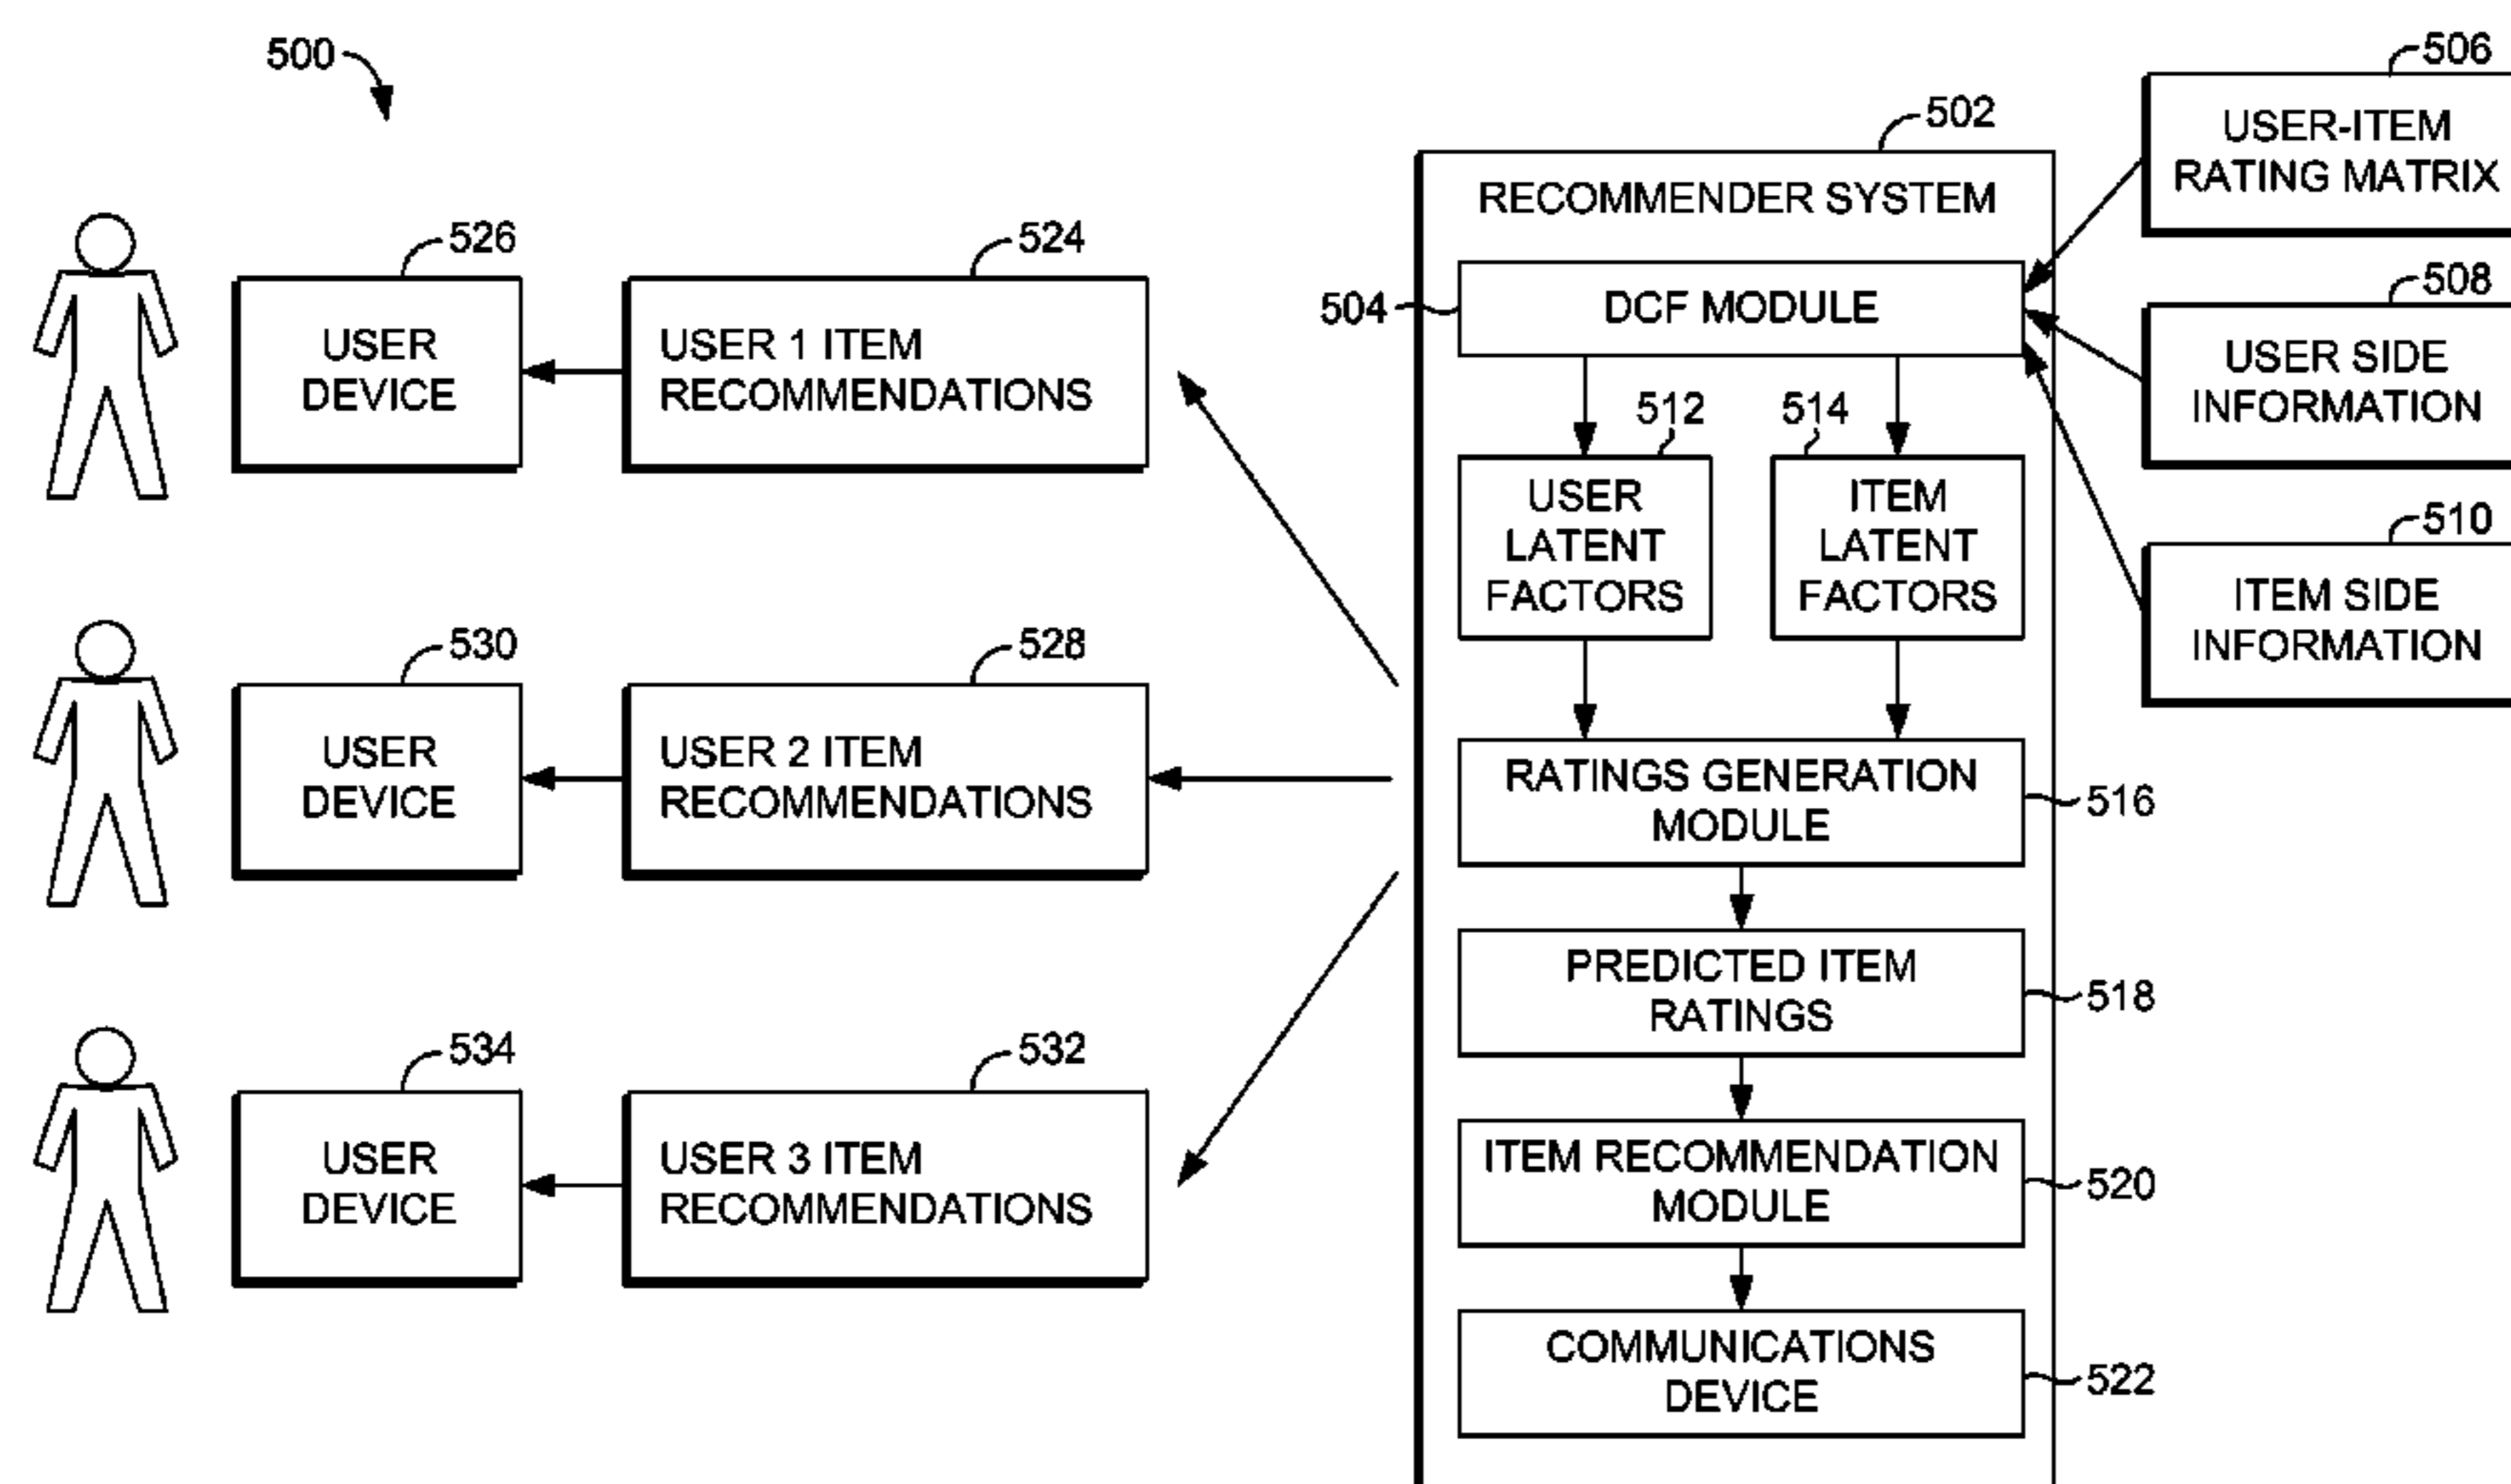 500
502
RECOMMENDER SYSTEM
504
DCF MODULE
506
USER-ITEM
RATING MATRIX
508
USER SIDE
INFORMATION
510
ITEM SIDE
INFORMATION
512
USER
LATENT
FACTORS
514
ITEM
LATENT
FACTORS
RATINGS GENERATION
MODULE
516
PREDICTED ITEM
RATINGS
518
ITEM RECOMMENDATION
MODULE
520
COMMUNICATIONS
DEVICE
522
526
USER
DEVICE
524
USER 1 ITEM
RECOMMENDATIONS
530
USER
DEVICE
528
USER 2 ITEM
RECOMMENDATIONS
534
USER
DEVICE
532
USER 3 ITEM
RECOMMENDATIONS